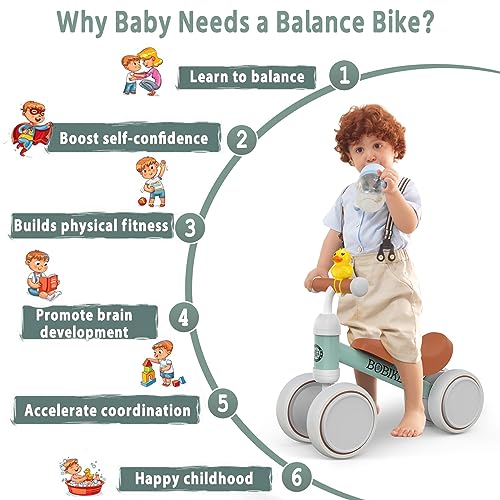 Why Baby Needs a Balance Bike?
Learn to balance
1
Boost self-confidence
2
Builds physical fitness
3
Promote brain
development
4
Accelerate coordination
5
Happy childhood
6
BOBIKE